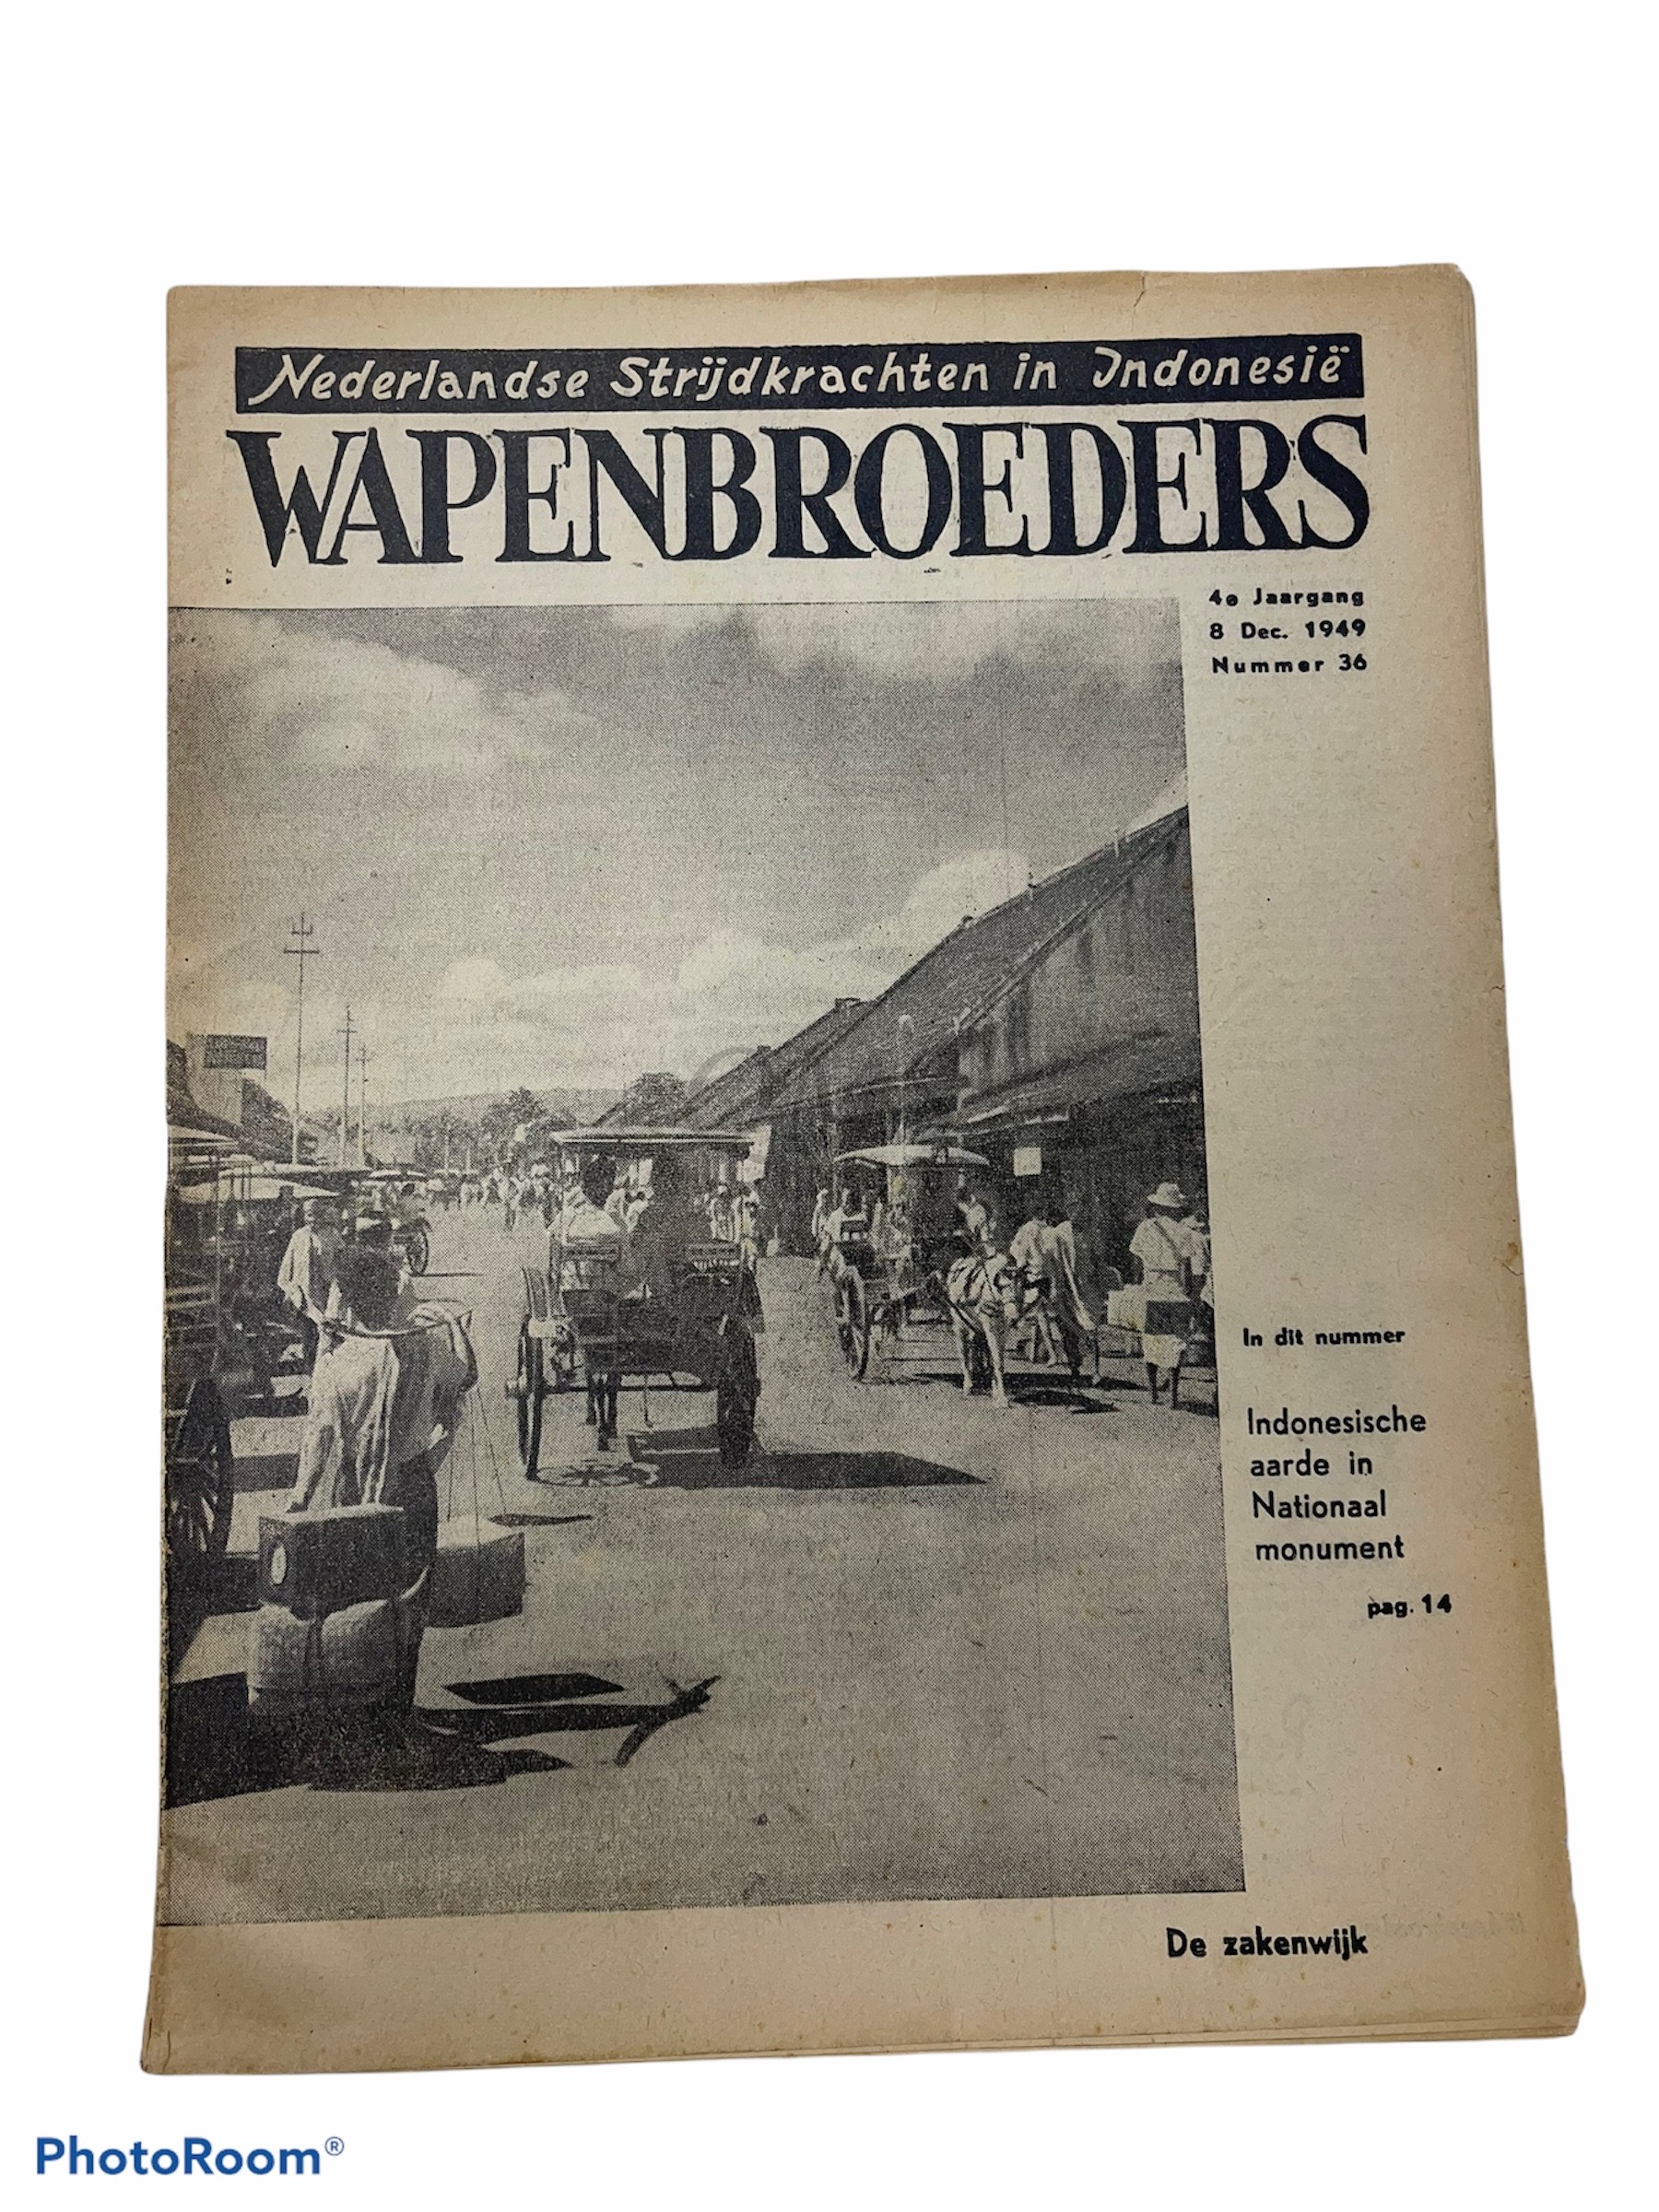 Nederlandse Strijdkrachten in Indonesië
WAPENBROEDERS
4e Jaargang
8 Dec. 1949
Nummer 36
In dit nummer
Indonesische
aarde in
Nationaal
monument
pag. 14
De zakenwijk
PhotoRoom®